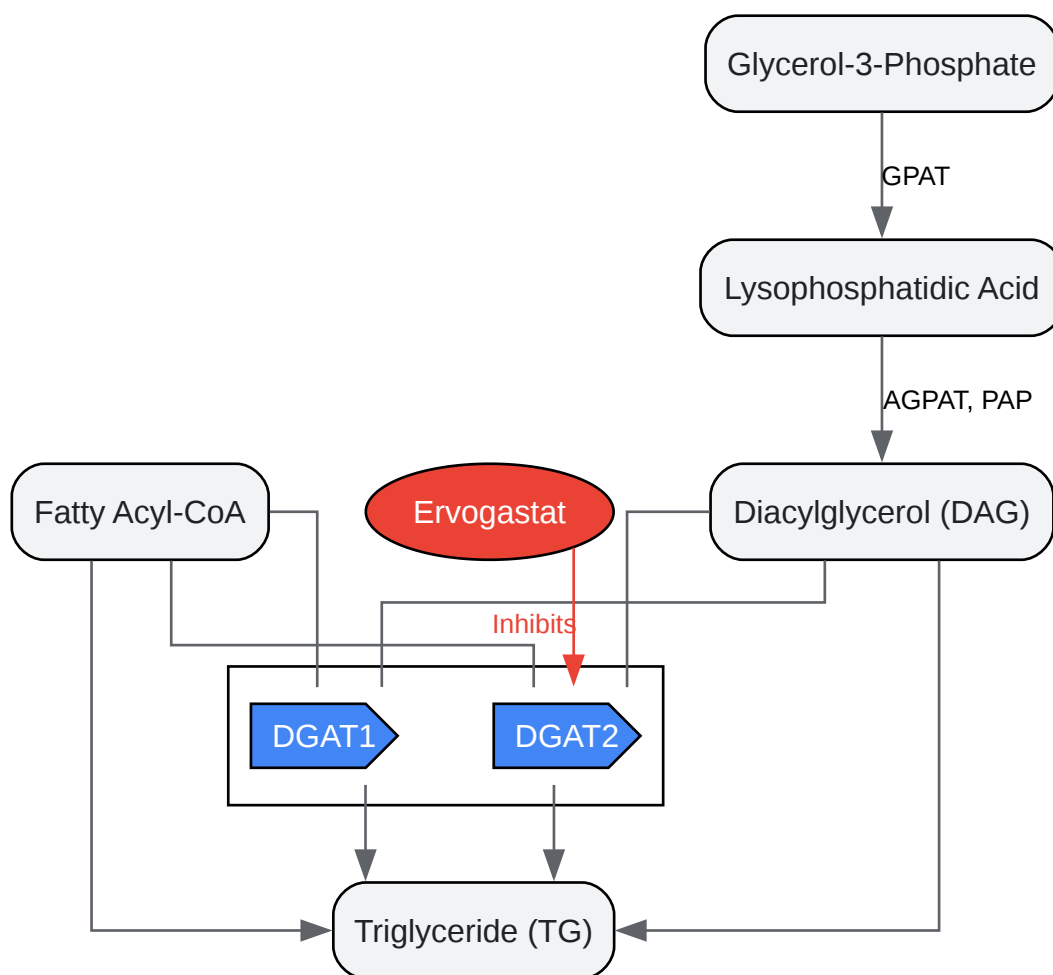 Glycerol-3-Phosphate
GPAT
Lysophosphatidic Acid
AGPAT, PAP
Fatty Acyl-CoA
Ervogastat
Diacylglycerol (DAG)
Inhibits
DGAT1
DGAT2
Triglyceride (TG)